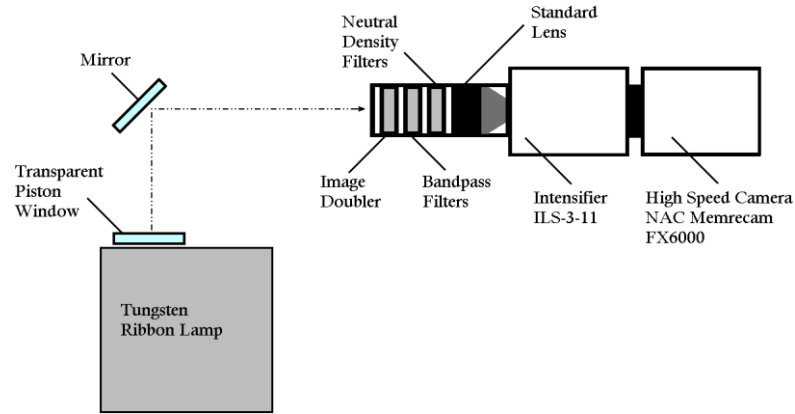 Neutral
Density
Filters
Standard
Lens
Mirror
Transparent
Piston
Window
Image
Doubler
Bandpass
Filters
Intensifier
ILS-3-11
High Speed Camera
NAC Memrecam
FX6000
Tungsten
Ribbon Lamp